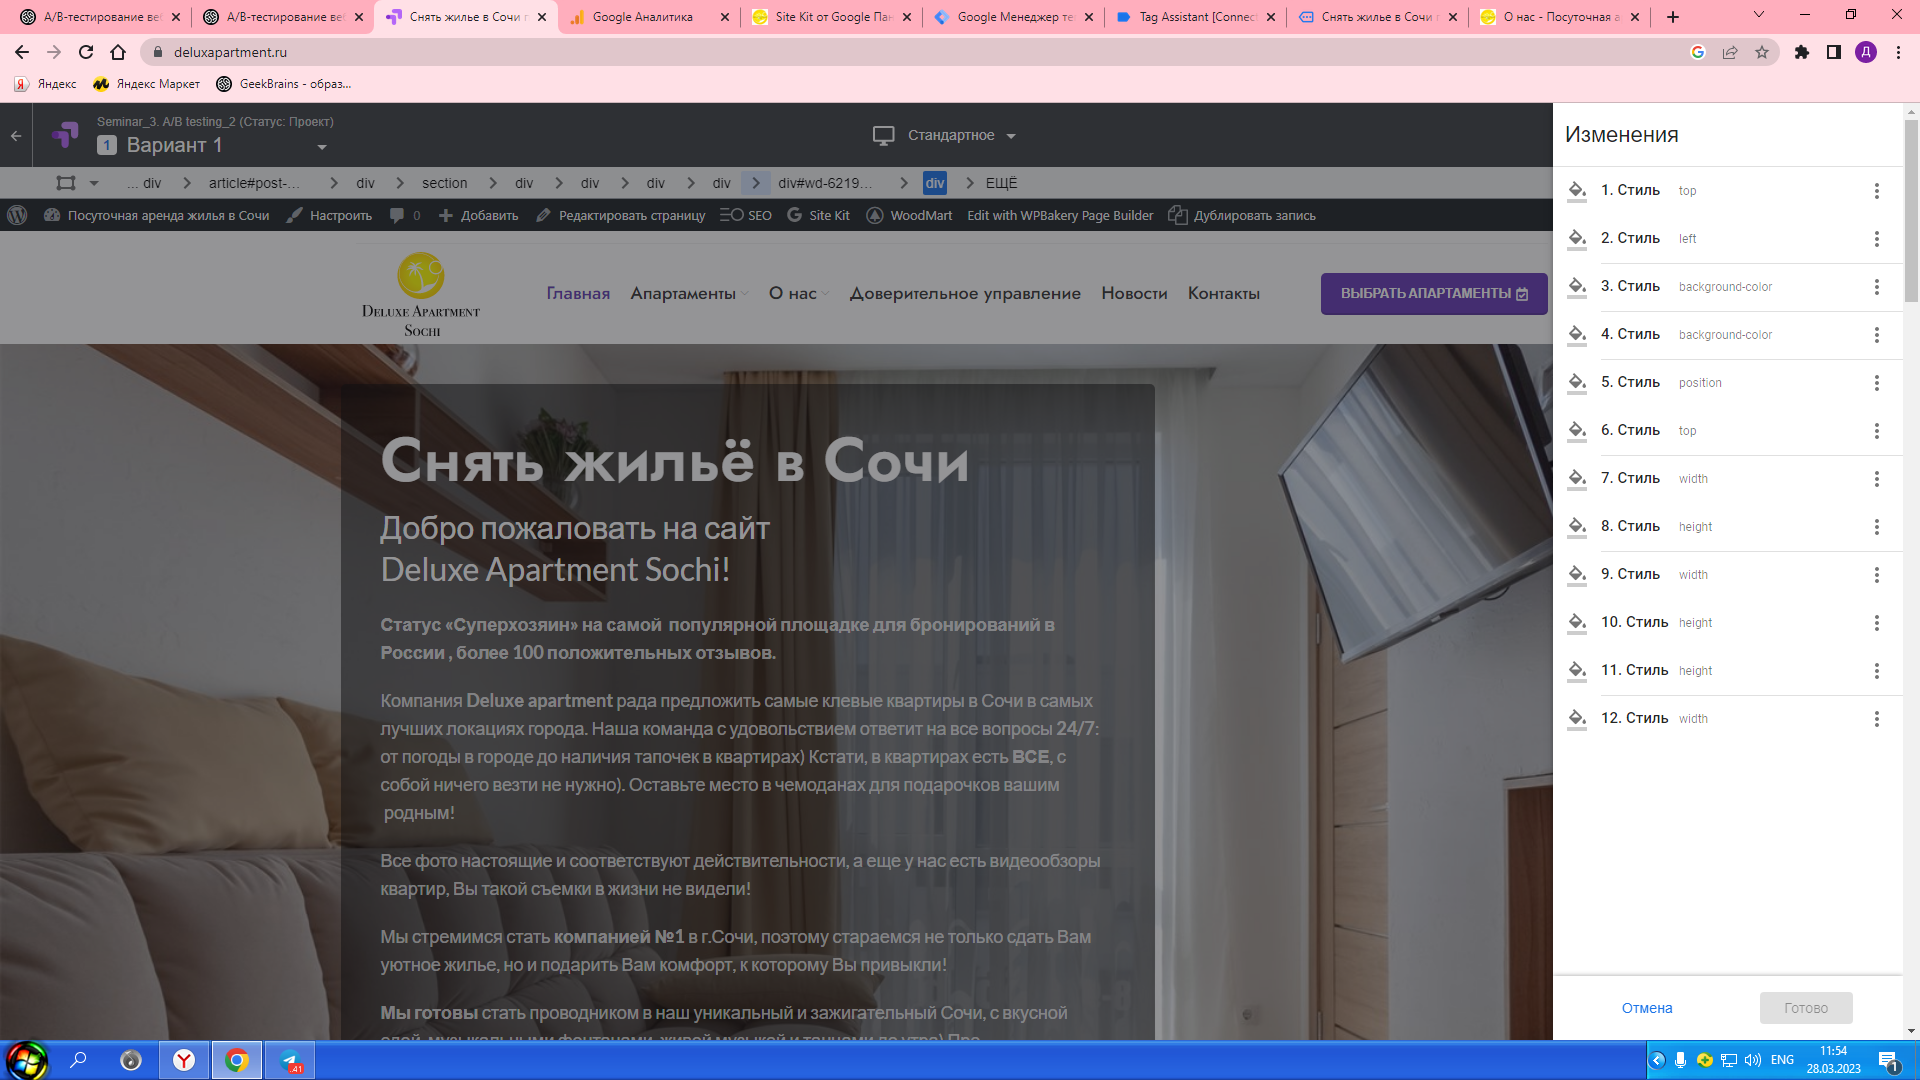 А/В-тестирование ве
А/В-тестирование ве
Снять жилье в Сочи п
Google Аналитика
Site Kit от Google Па
Google Менеджер те
Tag Assistant [Connec
Снять жилье в Сочи п
О нас - Посуточная а
deluxapartment.ru
Д
Яндекс
Яндекс Маркет
GeekBrains - образ...
Seminar_3. A/B testing_2 (Статус: Проект)
1 Вариант 1
Стандартное
... div
article#post-...
div
section
div
div
div
div
div#wd-6219...
div
ЕЩЁ
Посуточная аренда жилья в Сочи
Настроить
0
Добавить
Редактировать страницу
SEO
Site Kit
WoodMart
Edit with WPBakery Page Builder
Дублировать запись
Deluxe Apartment
Sochi
Главная
Апартаменты
О нас
Доверительное управление
Новости
Контакты
ВЫБРАТЬ АПАРТАМЕНТЫ
Снять жильё в Сочи
Добро пожаловать на сайт
Deluxe Apartment Sochi!
Статус «Суперхозяин» на самой популярной площадке для бронирований в
России , более 100 положительных отзывов.
Компания Deluxe apartment рада предложить самые клевые квартиры в Сочи в самых
лучших локациях города. Наша команда с удовольствием ответит на все вопросы 24/7:
от погоды в городе до наличия тапочек в квартирах) Кстати, в квартирах есть ВСЕ, с
собой ничего везти не нужно). Оставьте место в чемоданах для подарочков вашим
родным!
Все фото настоящие и соответствуют действительности, а еще у нас есть видеообзоры
квартир, Вы такой съемки в жизни не видели!
Мы стремимся стать компанией №1 в г.Сочи, поэтому стараемся не только сдать Вам
уютное жилье, но и подарить Вам комфорт, к которому Вы привыкли!
Мы готовы стать проводником в наш уникальный и зажигательный Сочи, с вкусной
едой, музыкальными фонтанами, живой музыкой и танцами до утра) Про
Изменения
1. Стиль top
2. Стиль left
3. Стиль background-color
4. Стиль background-color
5. Стиль position
6. Стиль top
7. Стиль width
8. Стиль height
9. Стиль width
10. Стиль height
11. Стиль height
12. Стиль width
Отмена
Готово
41
ENG
11:54
28.03.2023
1